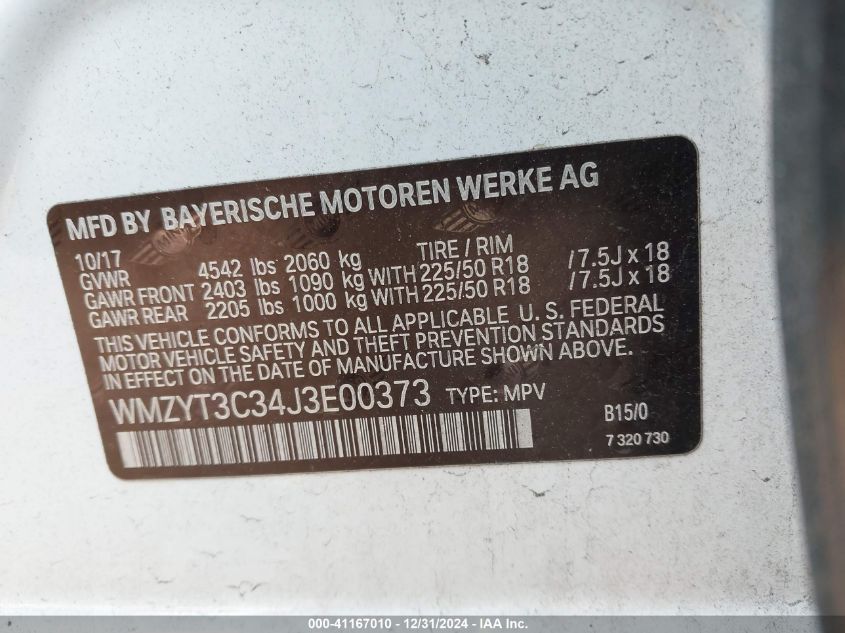 MFD BY BAYERISCHE MOTOREN WERKE AG
10/17 TIRE / RIM
GVWR 4542 lbs 2060 kg
GAWR FRONT 2403 lbs 1090 kg WITH 225/50 R18 /7.5J x 18
GAWR REAR 2205 lbs 1000 kg WITH 225/50 R18 /7.5J x 18
THIS VEHICLE CONFORMS TO ALL APPLICABLE U. S. FEDERAL
MOTOR VEHICLE SAFETY AND THEFT PREVENTION STANDARDS
IN EFFECT ON THE DATE OF MANUFACTURE SHOWN ABOVE.
WMZYT3C34J3E00373 TYPE: MPV
B15/0
7 320 730
000-41167010 - 12/31/2024 - IAA Inc.